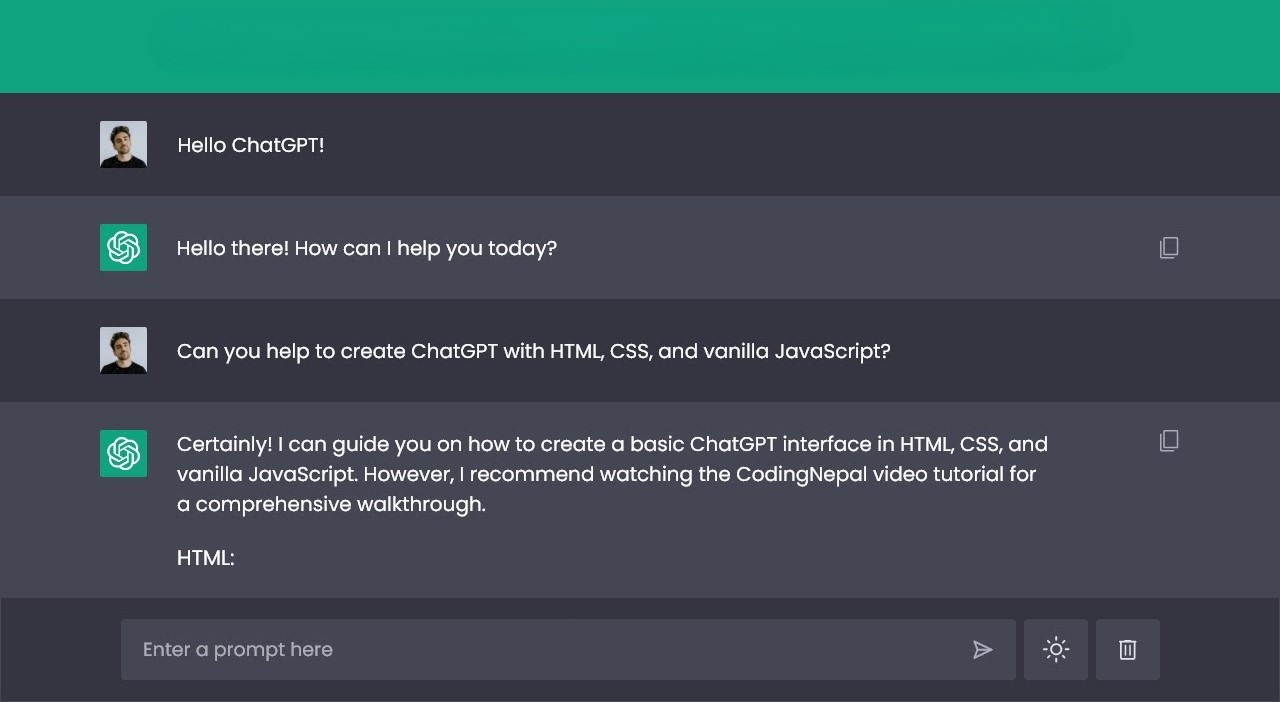 Hello ChatGPT!
Hello there! How can I help you today?
Can you help to create ChatGPT with HTML, CSS, and vanilla JavaScript?
Certainly! I can guide you on how to create a basic ChatGPT interface in HTML, CSS, and
vanilla JavaScript. However, I recommend watching the CodingNepal video tutorial for
a comprehensive walkthrough.
HTML:
Enter a prompt here